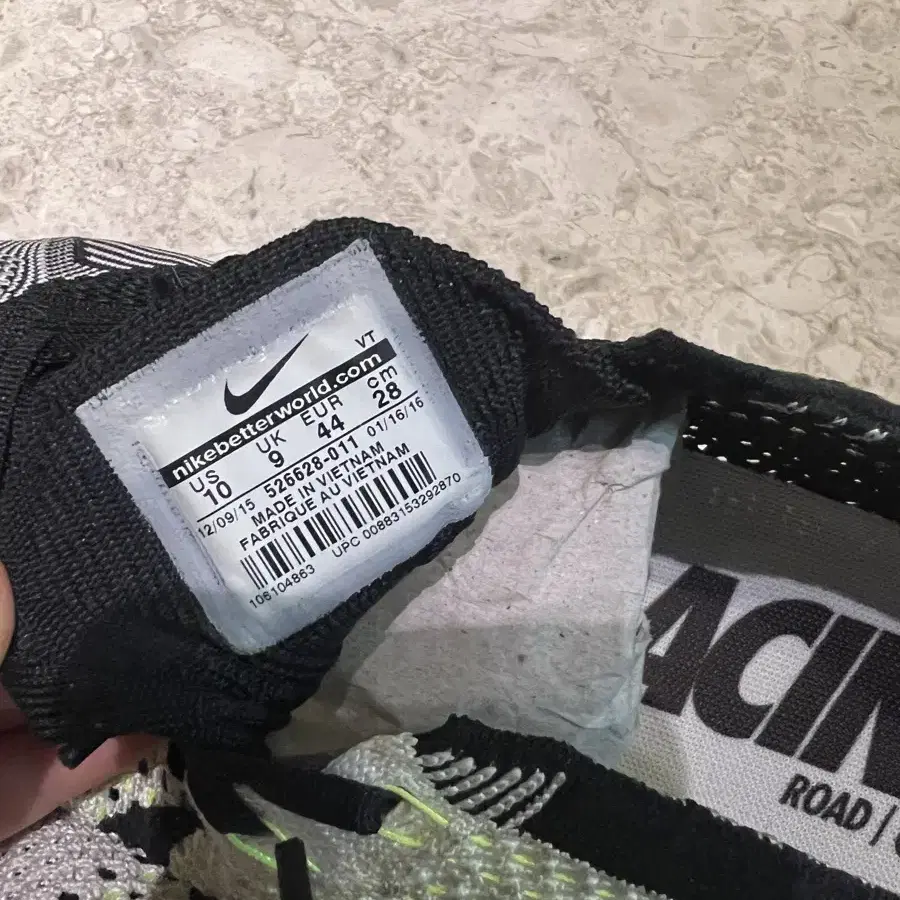 VT
nikebetterworld.com
US UK EUR cm
10 9 44 28
12/09/15 526628-011 01/16/16
MADE IN VIETNAM
FABRIQUE AU VIETNAM
106104863 UPC 00883153292870
ACIN
ROAD |